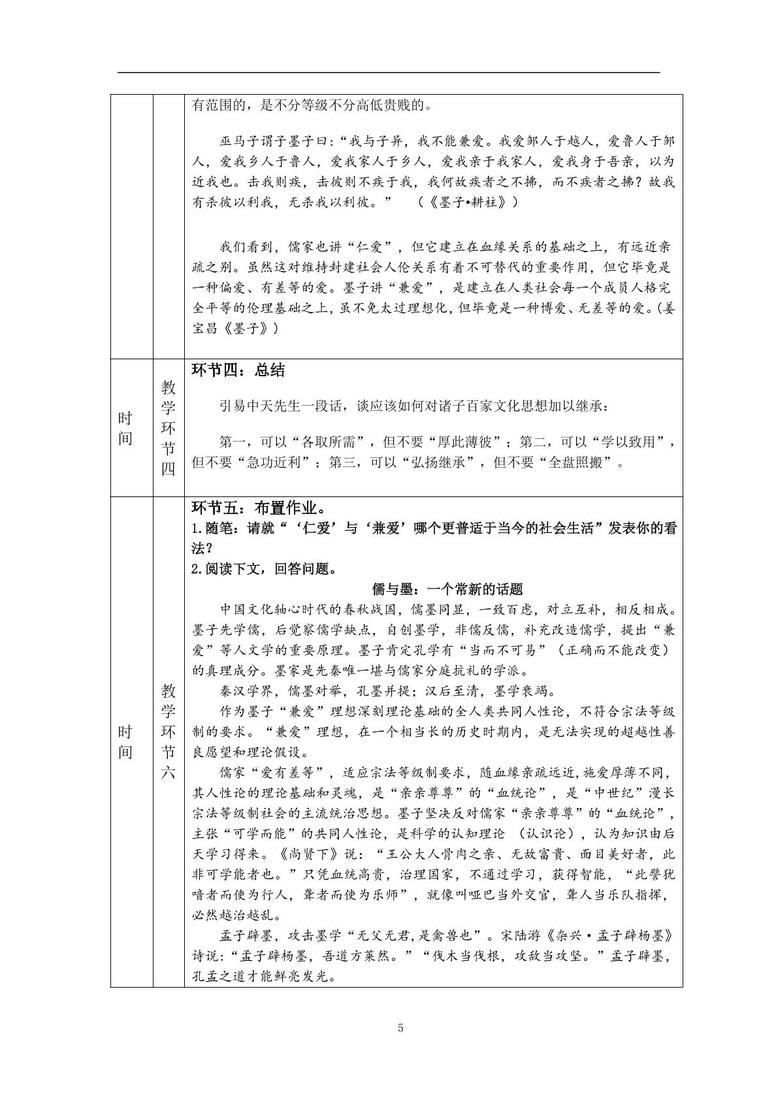 有范围的，是不分等级不分高低贵贱的。
巫马子谓子墨子曰：“我与子异，我不能兼爱。我爱邹人于越人，爱鲁人于邹
人，爱我乡人于鲁人，爱我家人于乡人，爱我亲于我家人，爱我身于吾亲，以为
近我也。击我则疾，击彼则不疾于我，我何故疾者之不拂，而不疾者之拂？故我
有杀彼以利我，无杀我以利彼。” （《墨子•耕柱》）
我们看到，儒家也讲“仁爱”，但它建立在血缘关系的基础之上，有远近亲
疏之别。虽然这对维持封建社会人伦关系有着不可替代的重要作用，但它毕竟是
一种偏爱、有差等的爱。墨子讲“兼爱”，是建立在人类社会每一个成员人格完
全平等的伦理基础之上，虽不免太过理想化，但毕竟是一种博爱、无差等的爱。(姜
宝昌《墨子》)
时间
教学环节四
环节四：总结
引易中天先生一段话，谈应该如何对诸子百家文化思想加以继承：
第一，可以“各取所需”，但不要“厚此薄彼”；第二，可以“学以致用”，
但不要“急功近利”；第三，可以“弘扬继承”，但不要“全盘照搬”。
时间
教学环节六
环节五：布置作业。
1.随笔：请就“‘仁爱’与‘兼爱’哪个更普适于当今的社会生活”发表你的看
法？
2.阅读下文，回答问题。
儒与墨：一个常新的话题
中国文化轴心时代的春秋战国，儒墨同显，一致百虑，对立互补，相反相成。
墨子先学儒，后觉察儒学缺点，自创墨学，非儒反儒，补充改造儒学，提出“兼
爱”等人文学的重要原理。墨子肯定孔学有“当而不可易”（正确而不能改变）
的真理成分。墨家是先秦唯一堪与儒家分庭抗礼的学派。
秦汉学界，儒墨对举，孔墨并提；汉后至清，墨学衰竭。
作为墨子“兼爱”理想深刻理论基础的全人类共同人性论，不符合宗法等级
制的要求。“兼爱”理想，在一个相当长的历史时期内，是无法实现的超越性善
良愿望和理论假设。
儒家“爱有差等”，适应宗法等级制要求，随血缘亲疏远近，施爱厚薄不同，
其人性论的理论基础和灵魂，是“亲亲尊尊”的“血统论”，是“中世纪”漫长
宗法等级制社会的主流统治思想。墨子坚决反对儒家“亲亲尊尊”的“血统论”，
主张“可学而能”的共同人性论，是科学的认知理论 （认识论），认为知识由后
天学习得来。《尚贤下》说：“王公大人骨肉之亲、无故富贵、面目美好者，此
非可学能者也。”只凭血统高贵，治理国家，不通过学习，获得智能，“此譬犹
喑者而使为行人，聋者而使为乐师”，就像叫哑巴当外交官，聋人当乐队指挥，
必然越治越乱。
孟子辟墨，攻击墨学“无父无君,是禽兽也”。宋陆游《杂兴·孟子辟杨墨》
诗说：“孟子辟杨墨，吾道方莱然。”“伐木当伐根，攻敌当攻坚。”孟子辟墨，
孔孟之道才能鲜亮发光。
5